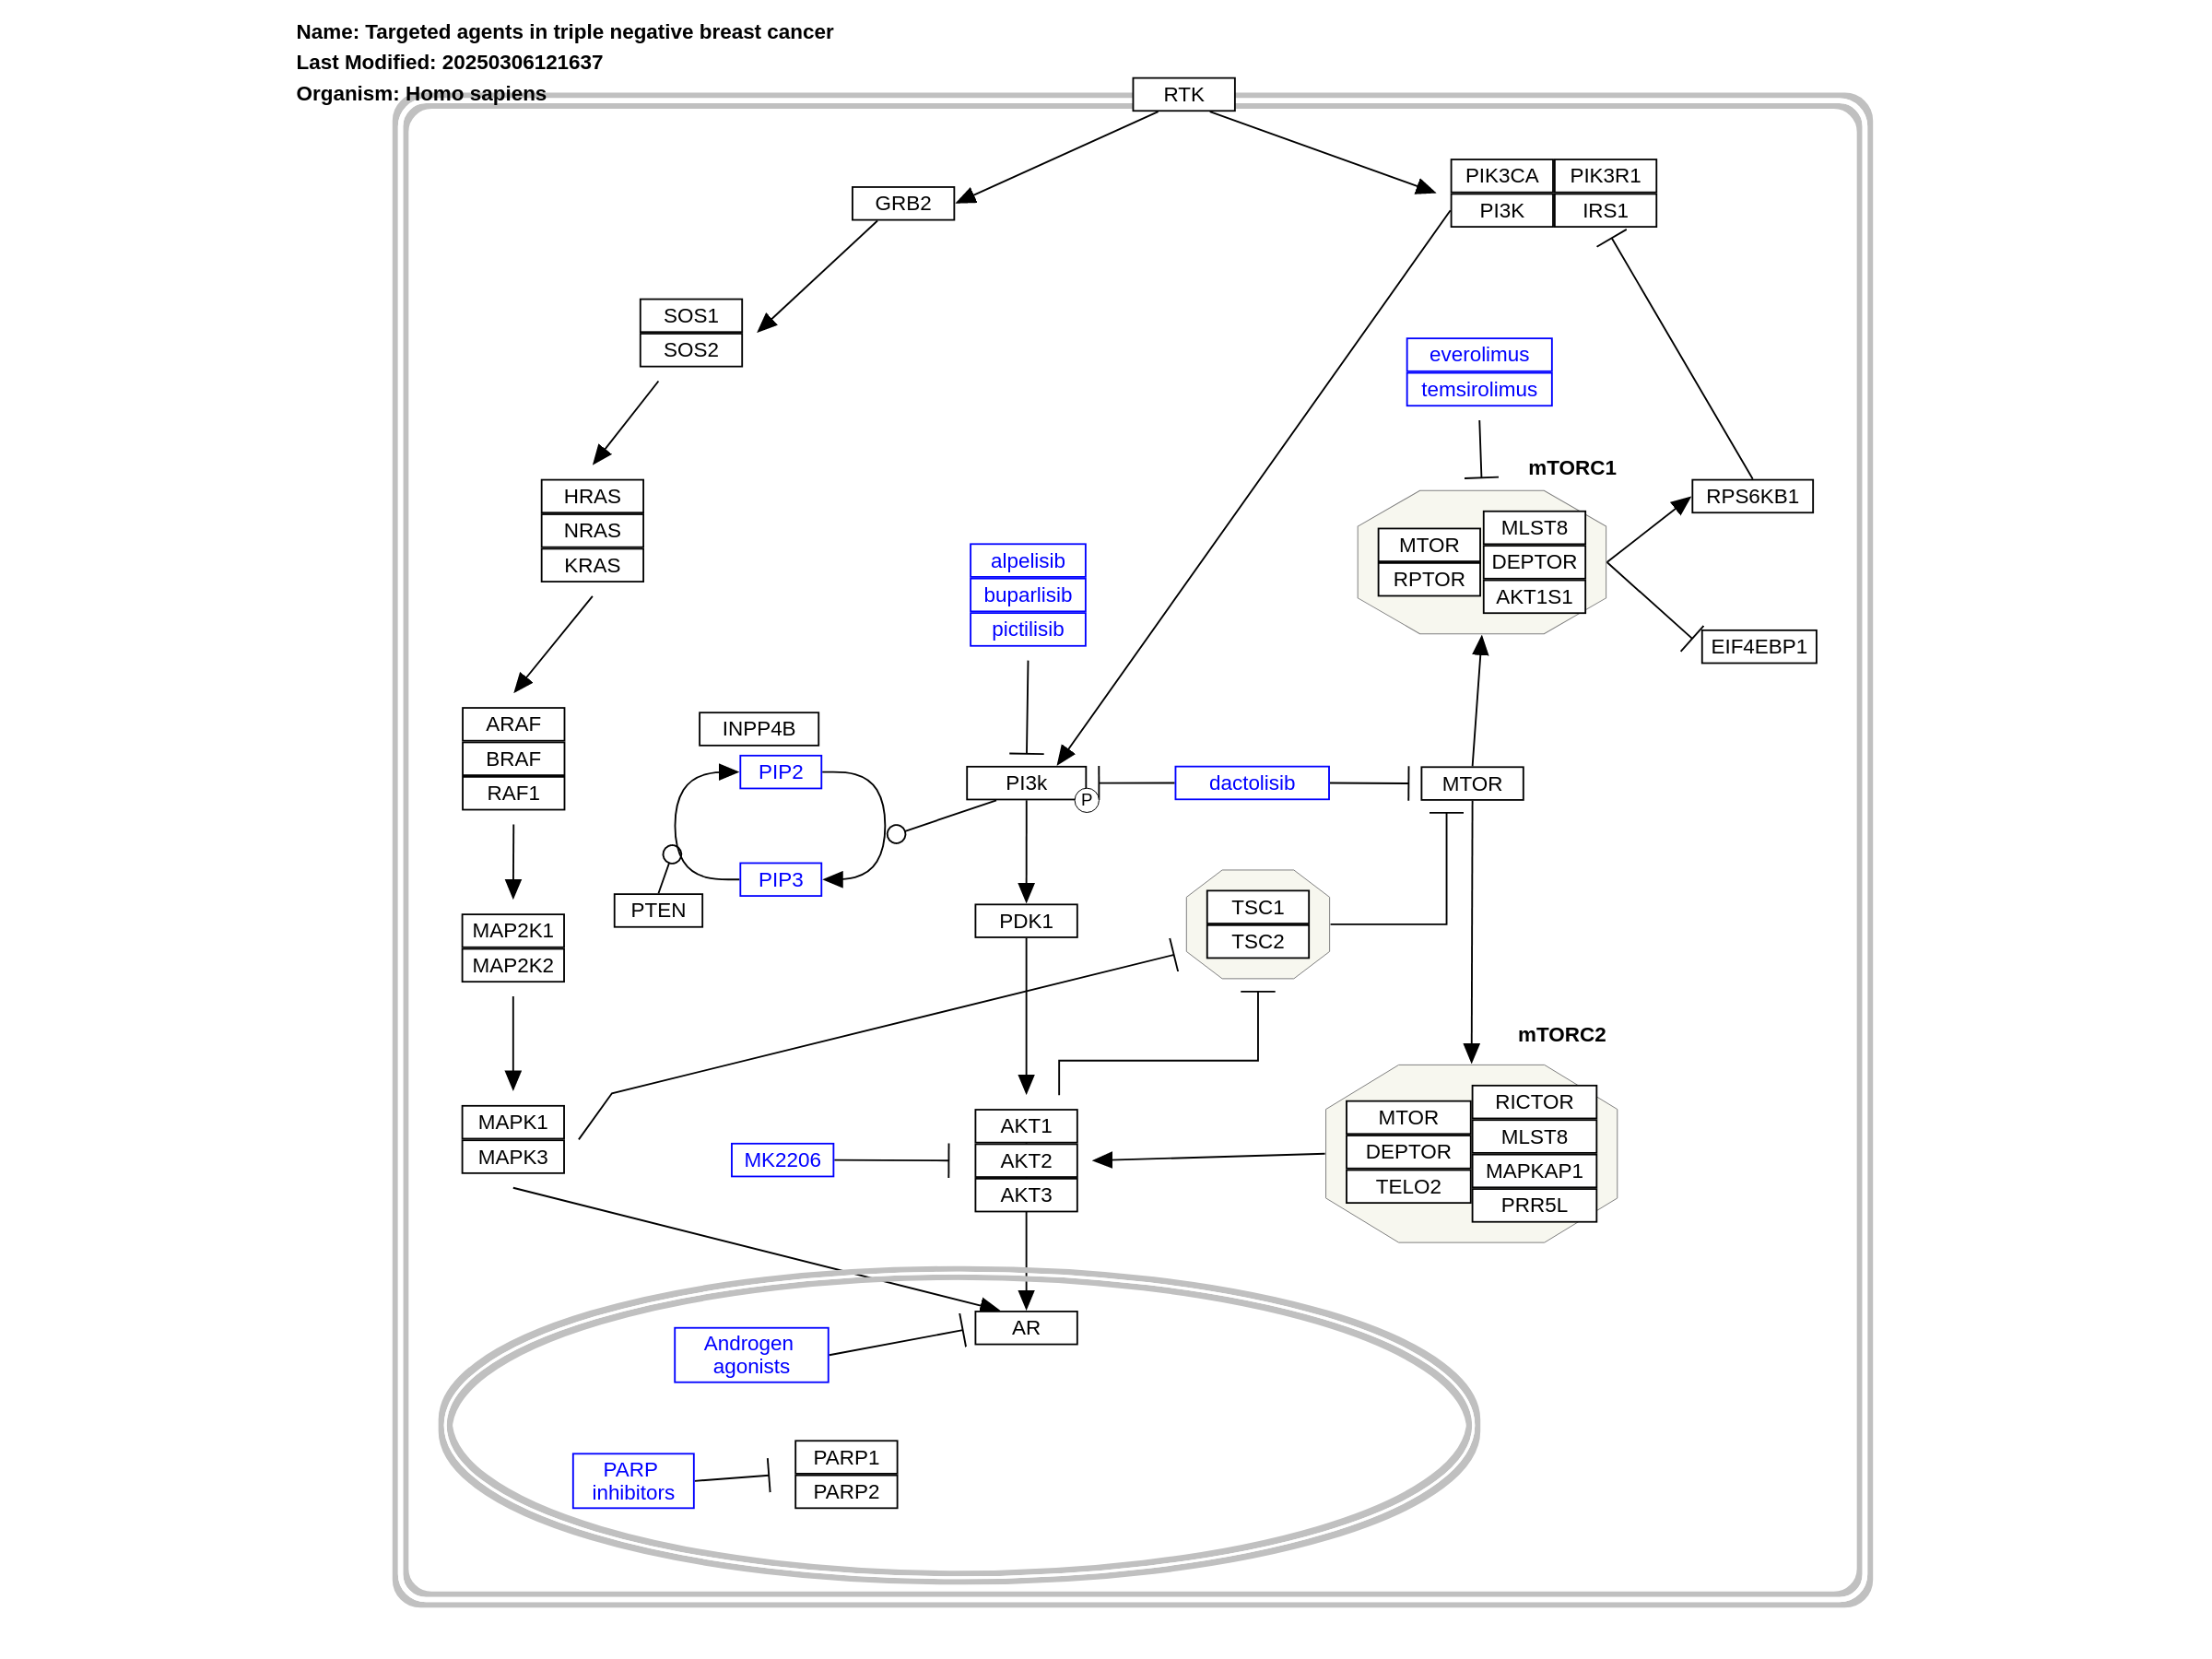 Name: Targeted agents in triple negative breast cancer
Last Modified: 20250306121637
Organism: Homo sapiens
RTK
PIK3CA
PIK3R1
PI3K
IRS1
GRB2
SOS1
SOS2
everolimus
temsirolimus
mTORC1
HRAS
NRAS
KRAS
RPS6KB1
MTOR
RPTOR
MLST8
DEPTOR
AKT1S1
alpelisib
buparlisib
pictilisib
EIF4EBP1
ARAF
BRAF
RAF1
INPP4B
PIP2
PI3k
P
dactolisib
MTOR
PIP3
PTEN
PDK1
TSC1
TSC2
MAP2K1
MAP2K2
mTORC2
MAPK1
MAPK3
MK2206
AKT1
AKT2
AKT3
MTOR
DEPTOR
TELO2
RICTOR
MLST8
MAPKAP1
PRR5L
AR
Androgen
agonists
PARP
inhibitors
PARP1
PARP2